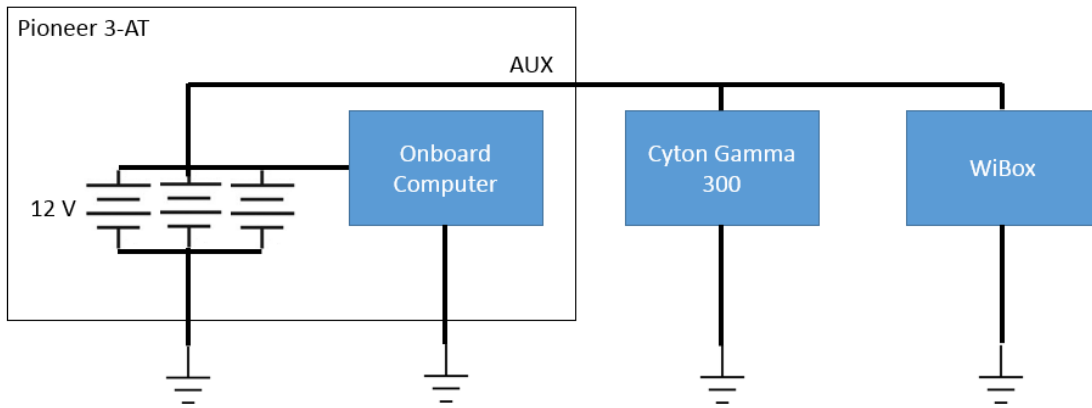 Pioneer 3-AT
AUX
Onboard
Computer
Cyton Gamma
300
WiBox
12 V